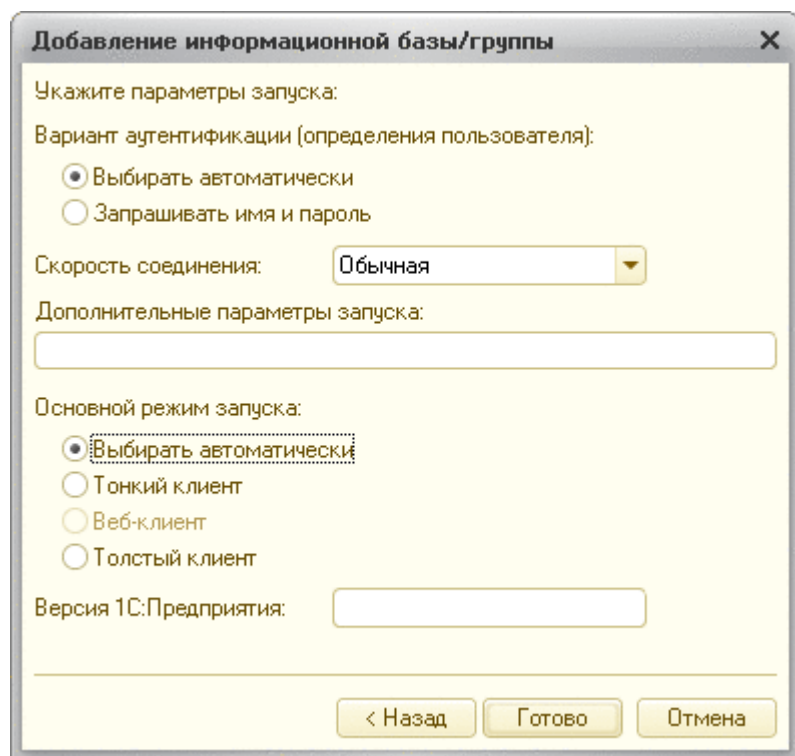 Добавление информационной базы/группы
Укажите параметры запуска:
Вариант аутентификации (определения пользователя):
Выбирать автоматически
Запрашивать имя и пароль
Скорость соединения: Обычная
Дополнительные параметры запуска:
Основной режим запуска:
Выбирать автоматически
Тонкий клиент
Веб-клиент
Толстый клиент
Версия 1С:Предприятия:
< Назад Готово Отмена